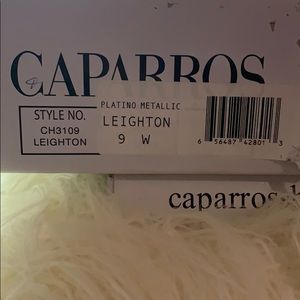 CAPARROS
STYLE NO.
CH3109
LEIGHTON
PLATINO METALLIC
LEIGHTON
9 W
6 56487 42801 3
caparros